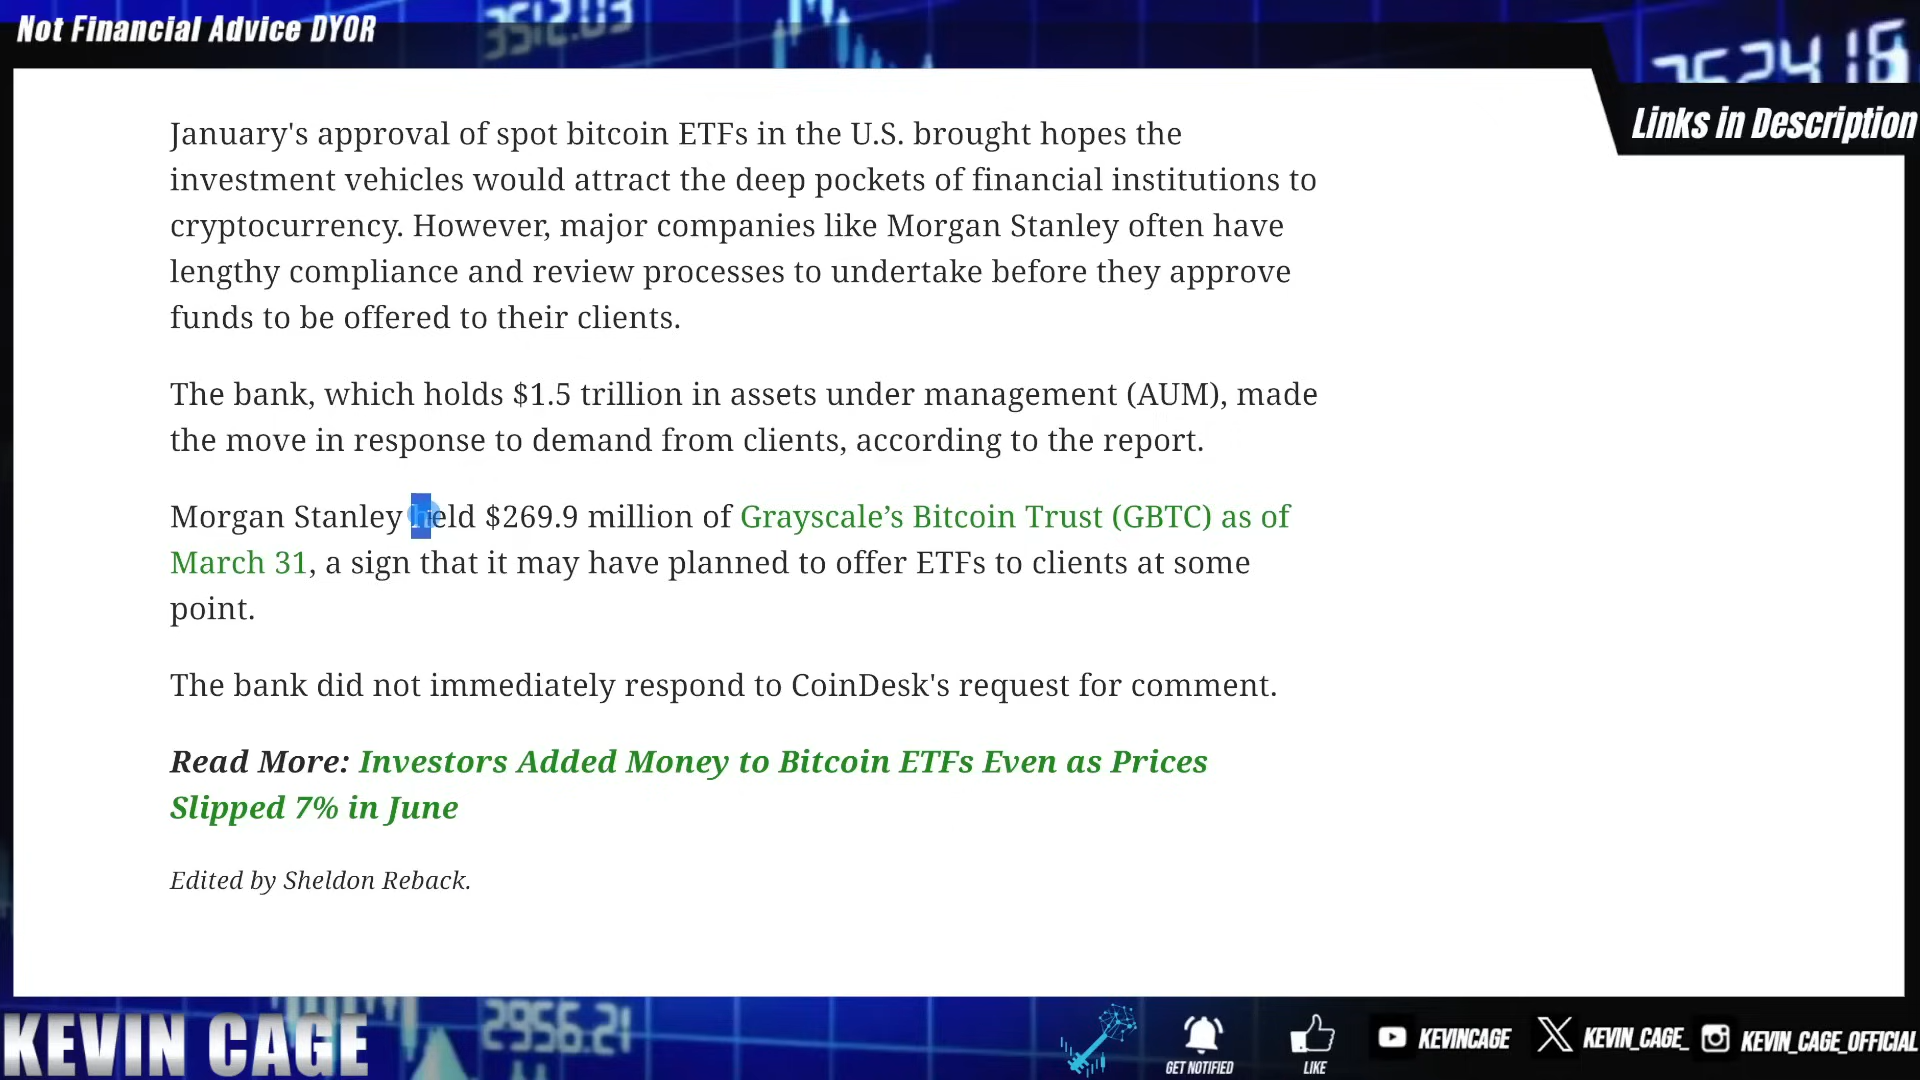 Not Financial Advice DYOR
3512.03
Links in Description
January's approval of spot bitcoin ETFs in the U.S. brought hopes the
investment vehicles would attract the deep pockets of financial institutions to
cryptocurrency. However, major companies like Morgan Stanley often have
lengthy compliance and review processes to undertake before they approve
funds to be offered to their clients.
The bank, which holds $1.5 trillion in assets under management (AUM), made
the move in response to demand from clients, according to the report.
Morgan Stanley held $269.9 million of Grayscale’s Bitcoin Trust (GBTC) as of
March 31, a sign that it may have planned to offer ETFs to clients at some
point.
The bank did not immediately respond to CoinDesk's request for comment.
Read More: Investors Added Money to Bitcoin ETFs Even as Prices
Slipped 7% in June
Edited by Sheldon Reback.
KEVIN CAGE
2956.21
GET NOTIFIED
LIKE
KEVINCAGE
KEVIN_CAGE_
KEVIN_CAGE_OFFICIAL